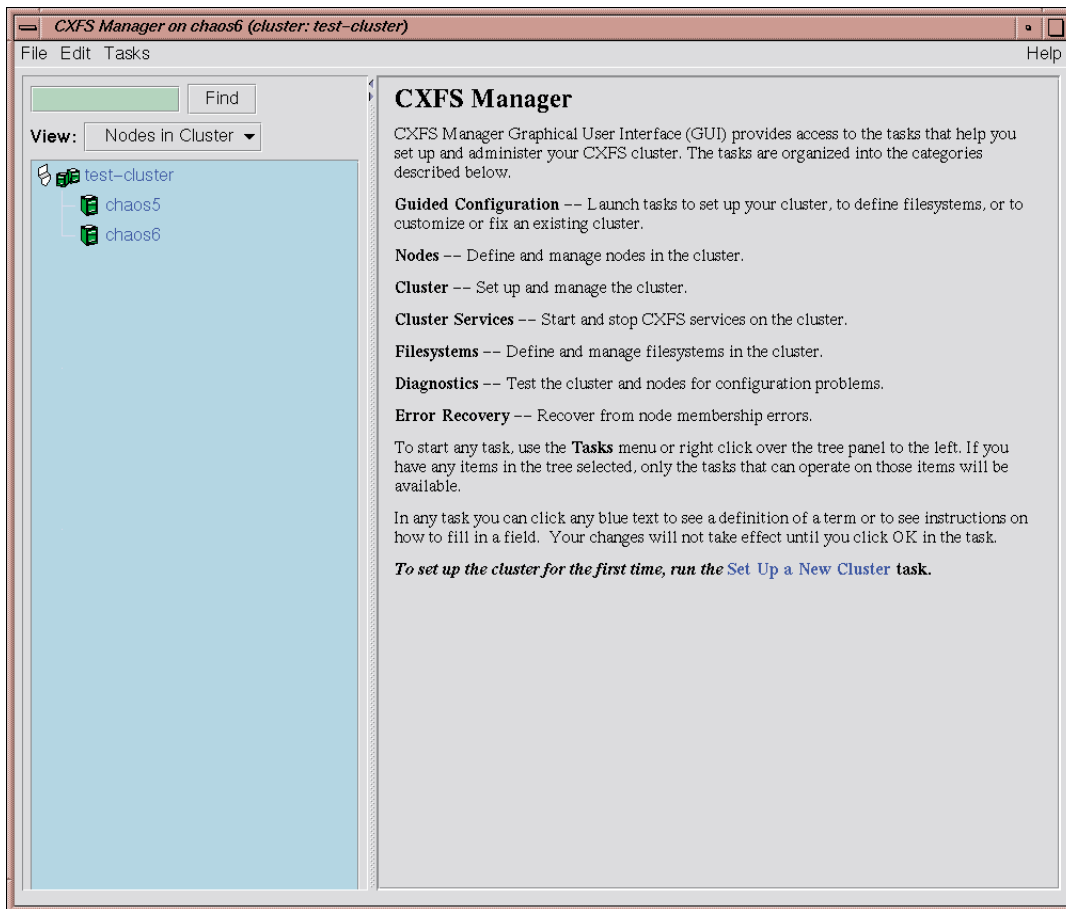 CXFS Manager on chaos6 (cluster: test-cluster)
File Edit Tasks Help
Find
View: Nodes in Cluster
test-cluster
chaos5
chaos6
CXFS Manager
CXFS Manager Graphical User Interface (GUI) provides access to the tasks that help you
set up and administer your CXFS cluster. The tasks are organized into the categories
described below.
Guided Configuration -- Launch tasks to set up your cluster, to define filesystems, or to
customize or fix an existing cluster.
Nodes -- Define and manage nodes in the cluster.
Cluster -- Set up and manage the cluster.
Cluster Services -- Start and stop CXFS services on the cluster.
Filesystems -- Define and manage filesystems in the cluster.
Diagnostics -- Test the cluster and nodes for configuration problems.
Error Recovery -- Recover from node membership errors.
To start any task, use the Tasks menu or right click over the tree panel to the left. If you
have any items in the tree selected, only the tasks that can operate on those items will be
available.
In any task you can click any blue text to see a definition of a term or to see instructions on
how to fill in a field. Your changes will not take effect until you click OK in the task.
To set up the cluster for the first time, run the Set Up a New Cluster task.